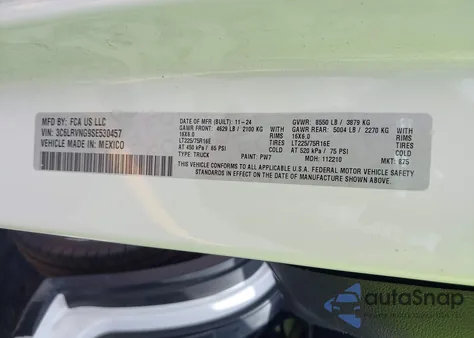 MFD BY: FCA US LLC
VIN: 3C6LRVNG9SE530457
VEHICLE MADE IN: MEXICO
DATE OF MFR (BUILT): 11-24 GVWR: 8550 LB / 3879 KG
GAWR FRONT: 4629 LB / 2100 KG WITH GAWR REAR: 5004 LB / 2270 KG WITH
16X6.0 RIMS 16X6.0 RIMS
LT225/75R16E TIRES LT225/75R16E TIRES
AT 450 kPa / 65 PSI COLD AT 520 kPa / 75 PSI COLD
TYPE: TRUCK PAINT: PW7 MDH: 112210 MKT: 875
THIS VEHICLE CONFORMS TO ALL APPLICABLE U.S.A. FEDERAL MOTOR VEHICLE SAFETY
STANDARDS IN EFFECT ON THE DATE OF MANUFACTURE SHOWN ABOVE.
autoSnap